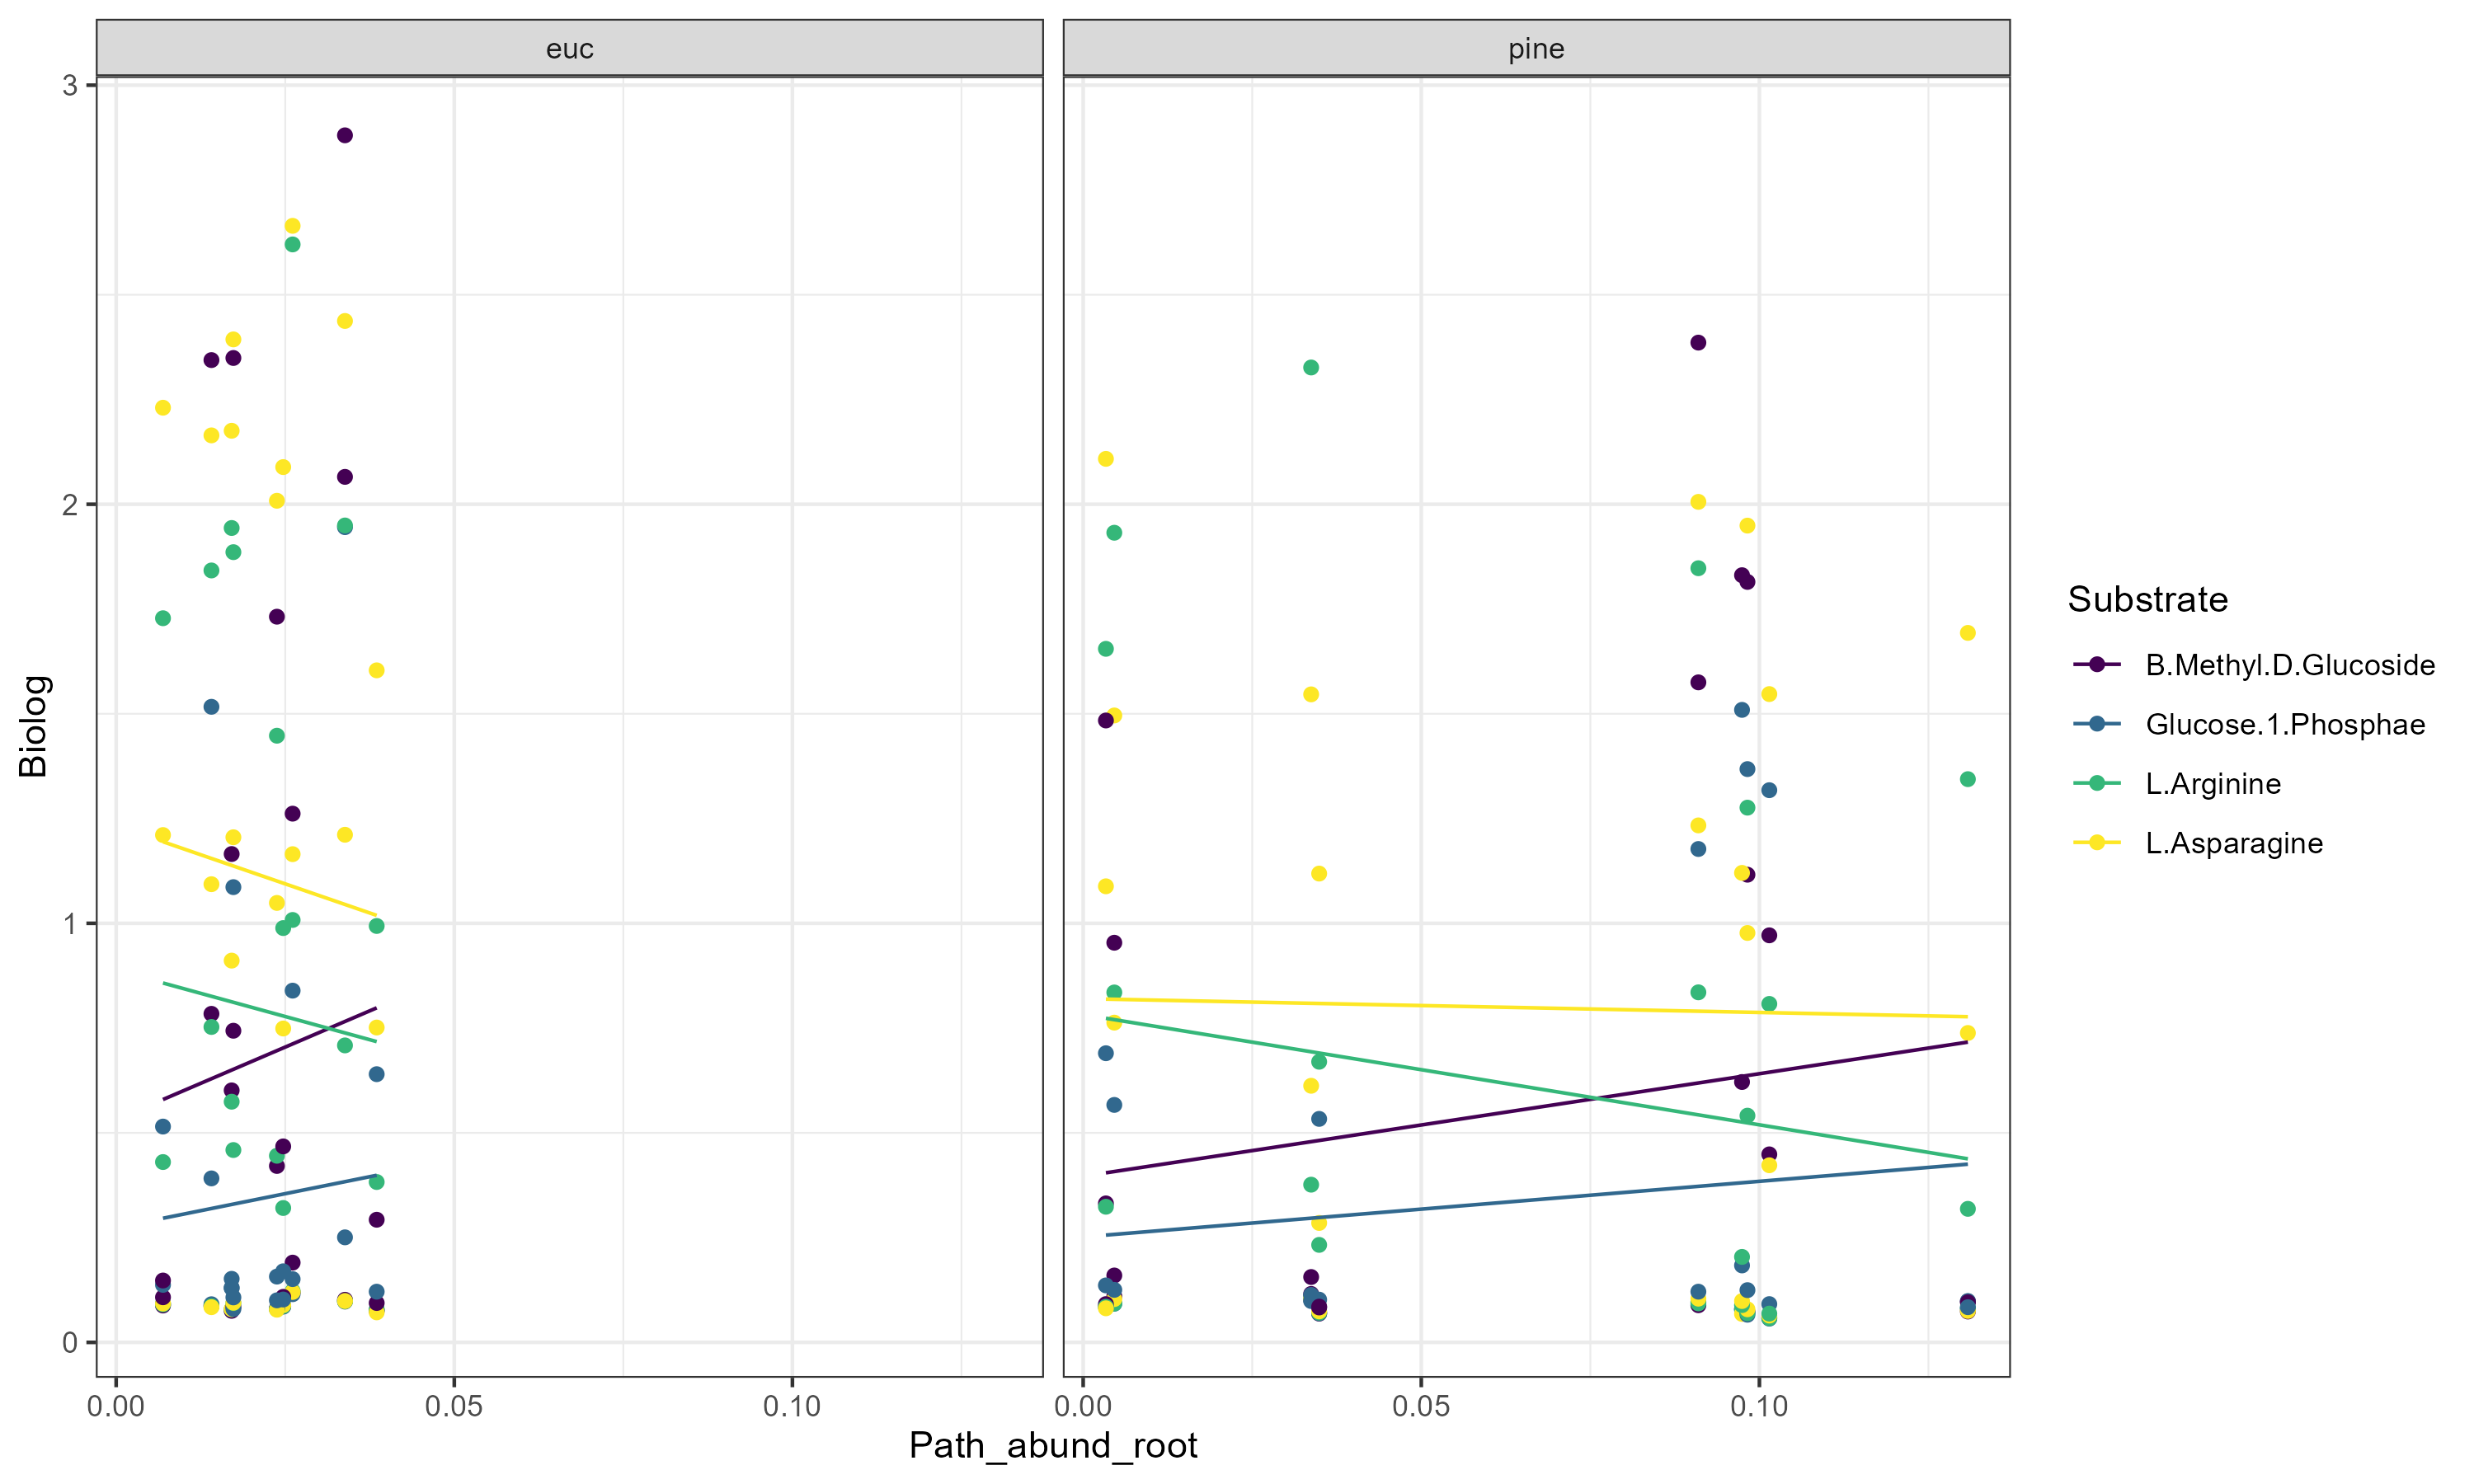 euc
pine
3
2
1
0
Biolog
0.00
0.05
0.10
0.00
0.05
0.10
Path_abund_root
Substrate
B.Methyl.D.Glucoside
Glucose.1.Phosphae
L.Arginine
L.Asparagine